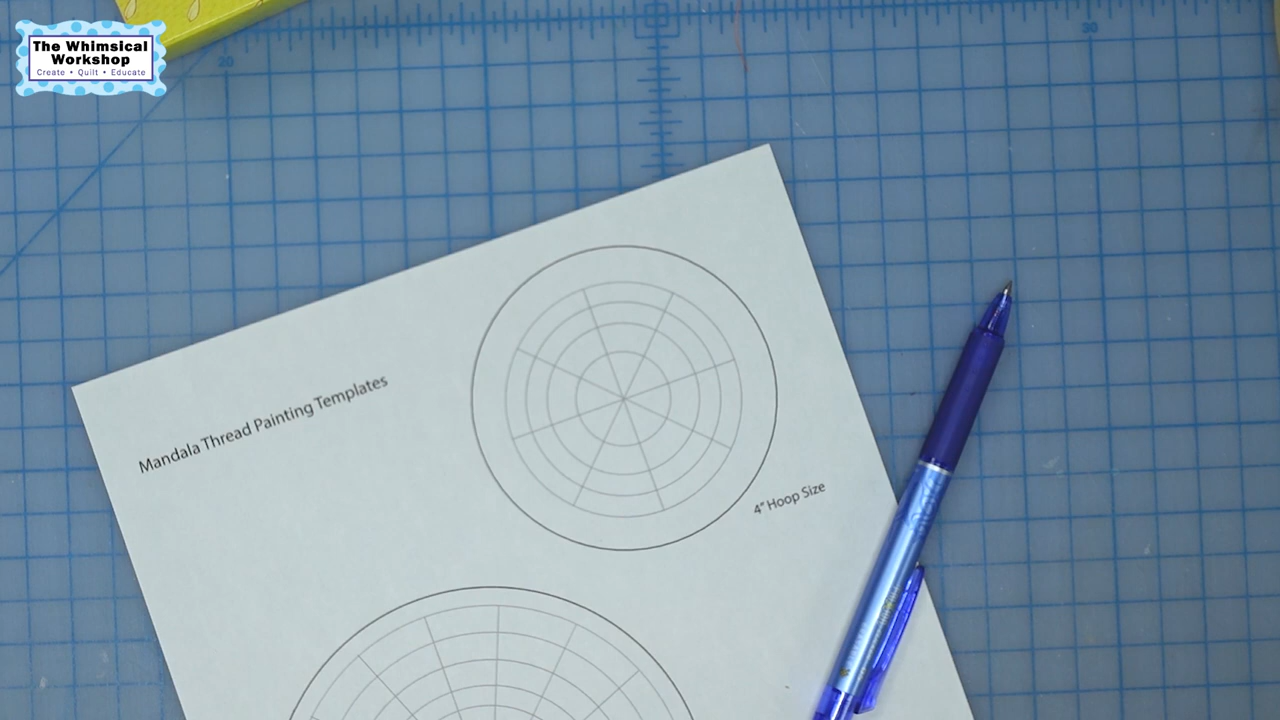 The Whimsical
Workshop
Create • Quilt • Educate
20
30
Mandala Thread Painting Templates
4" Hoop Size